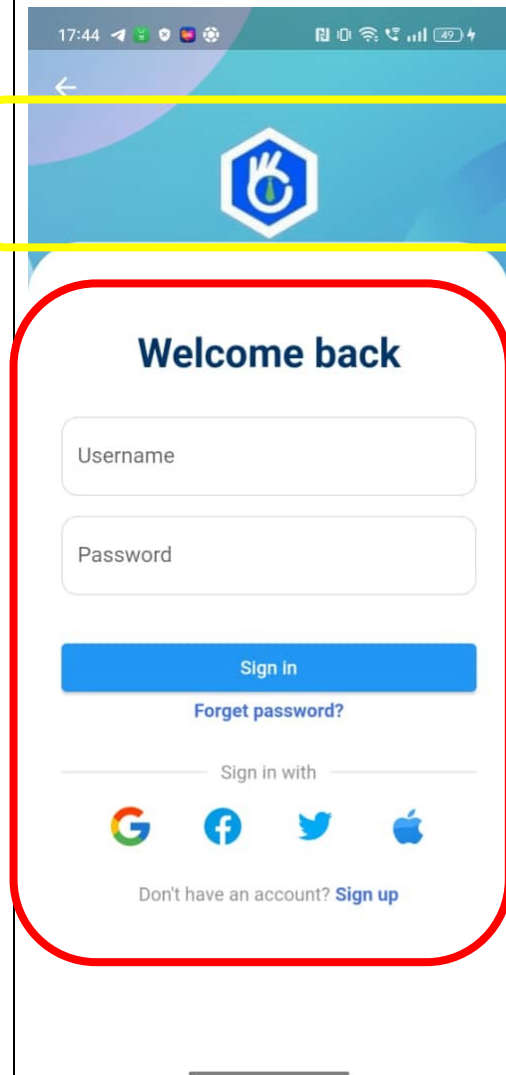 17:44
49
Welcome back
Username
Password
Sign in
Forget password?
Sign in with
Don't have an account? Sign up